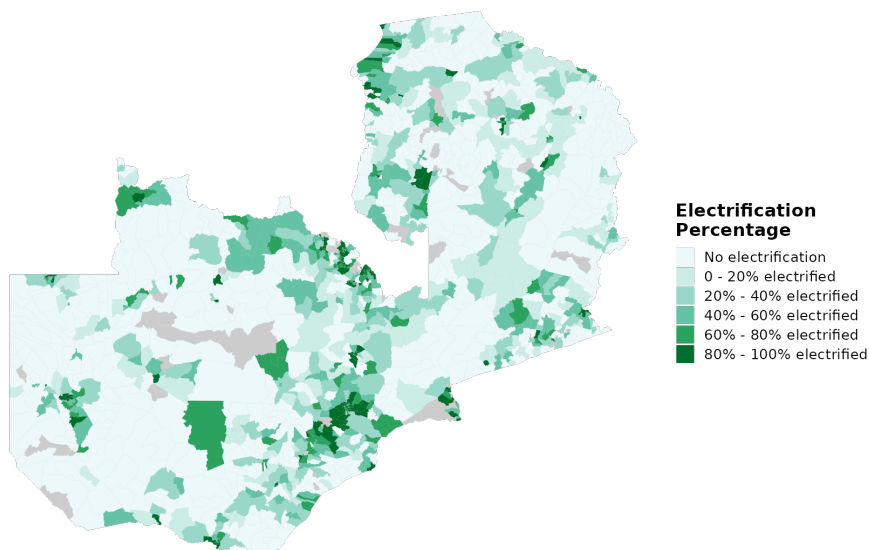 Electrification
Percentage
No electrification
0 - 20% electrified
20% - 40% electrified
40% - 60% electrified
60% - 80% electrified
80% - 100% electrified